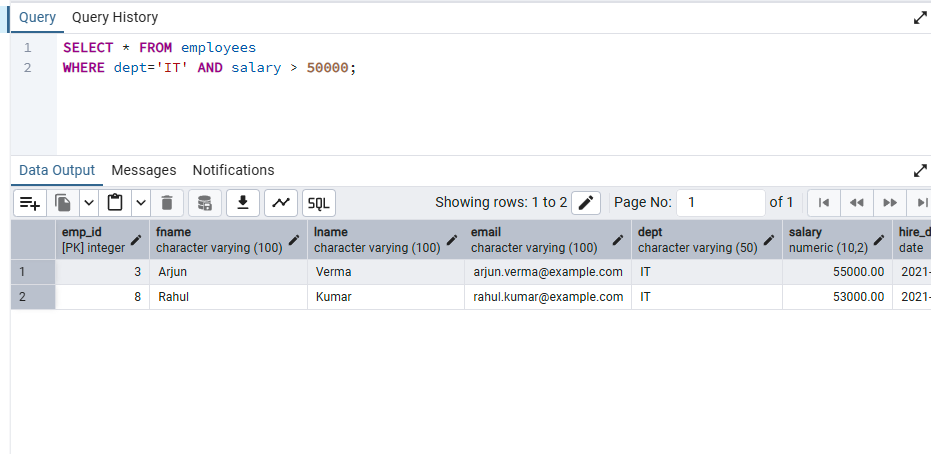 Query Query History
1 SELECT * FROM employees
2 WHERE dept='IT' AND salary > 50000;
Data Output Messages Notifications
SQL Showing rows: 1 to 2 Page No: 1 of 1
emp_id fname lname email dept salary hire_d
[PK] integer character varying (100) character varying (100) character varying (100) character varying (50) numeric (10,2) date
1 3 Arjun Verma arjun.verma@example.com IT 55000.00 2021-
2 8 Rahul Kumar rahul.kumar@example.com IT 53000.00 2021-